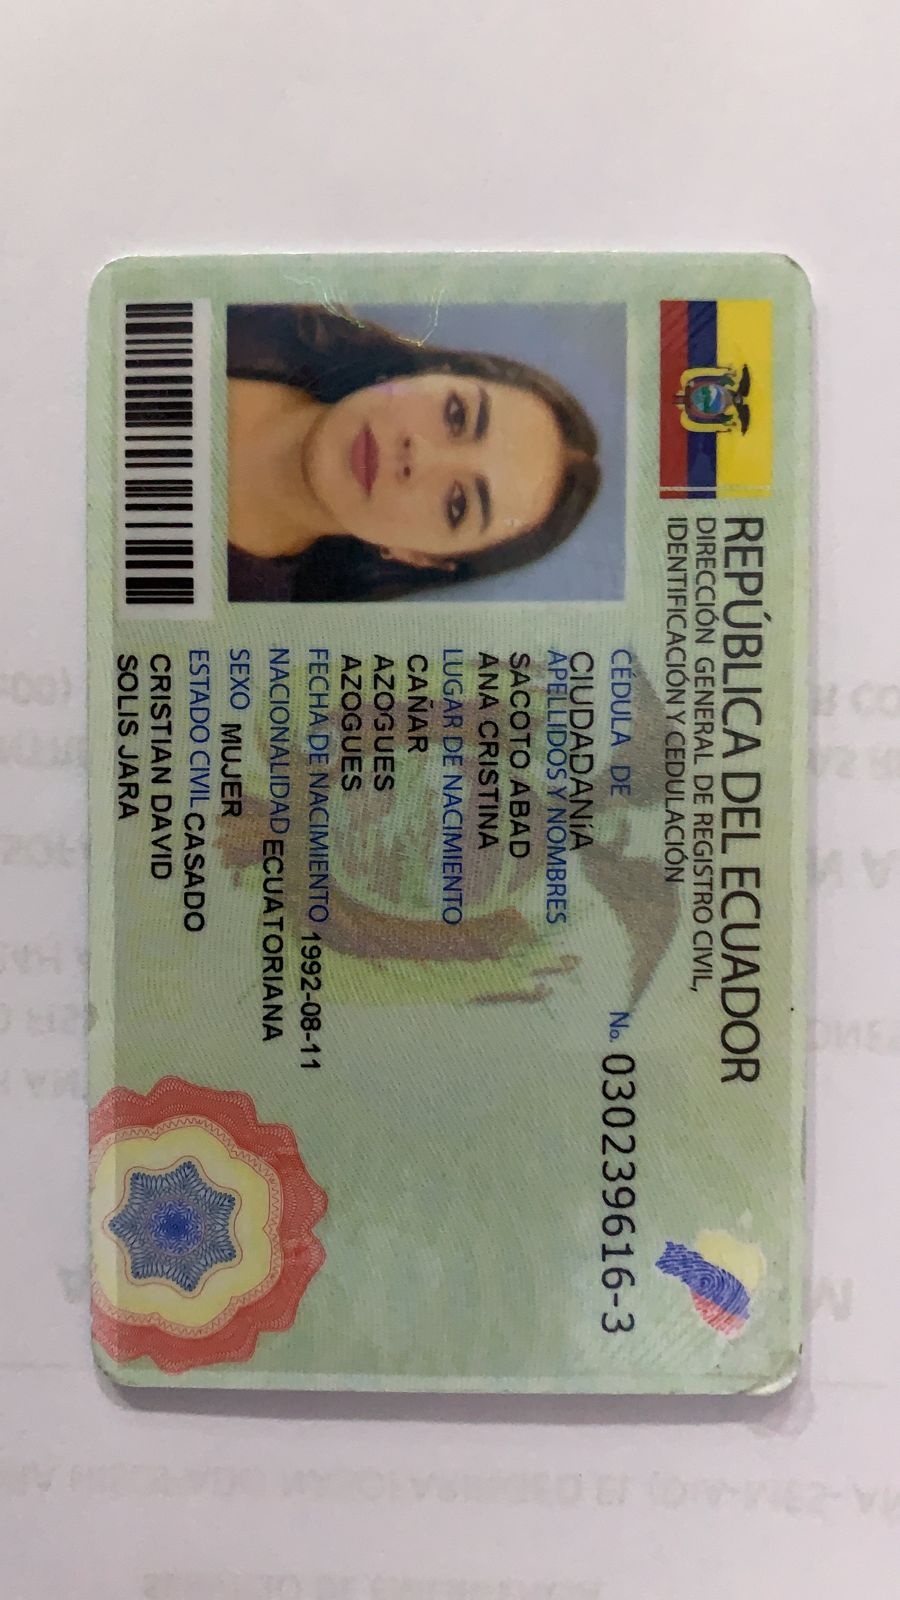 REPÚBLICA DEL ECUADOR
DIRECCIÓN GENERAL DE REGISTRO CIVIL,
IDENTIFICACIÓN Y CEDULACIÓN
CÉDULA DE No. 030239616-3
CIUDADANÍA
APELLIDOS Y NOMBRES
SACOTO ABAD
ANA CRISTINA
LUGAR DE NACIMIENTO
CAÑAR
AZOGUES
AZOGUES
FECHA DE NACIMIENTO 1992-08-11
NACIONALIDAD ECUATORIANA
SEXO MUJER
ESTADO CIVIL CASADO
CRISTIAN DAVID
SOLIS JARA